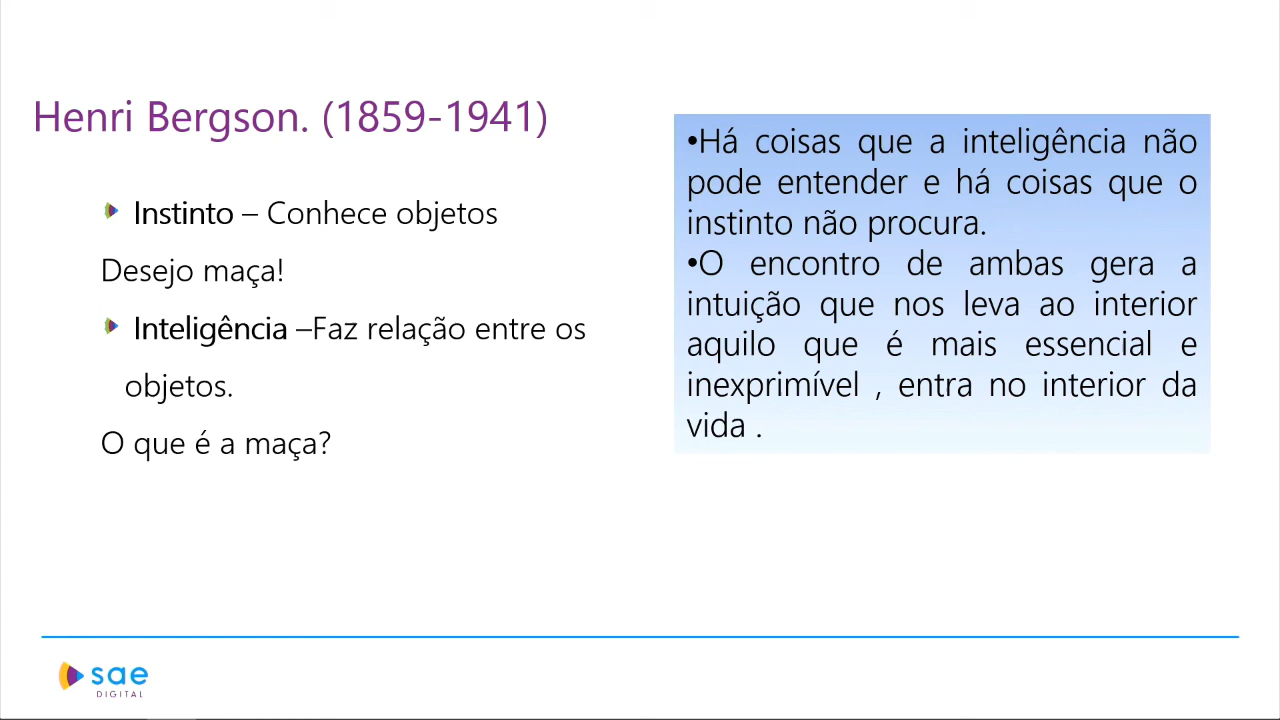 Henri Bergson. (1859-1941)
Instinto – Conhece objetos
Desejo maça!
Inteligência –Faz relação entre os
objetos.
O que é a maça?
•Há coisas que a inteligência não
pode entender e há coisas que o
instinto não procura.
•O encontro de ambas gera a
intuição que nos leva ao interior
aquilo que é mais essencial e
inexprimível , entra no interior da
vida .
sae
DIGITAL